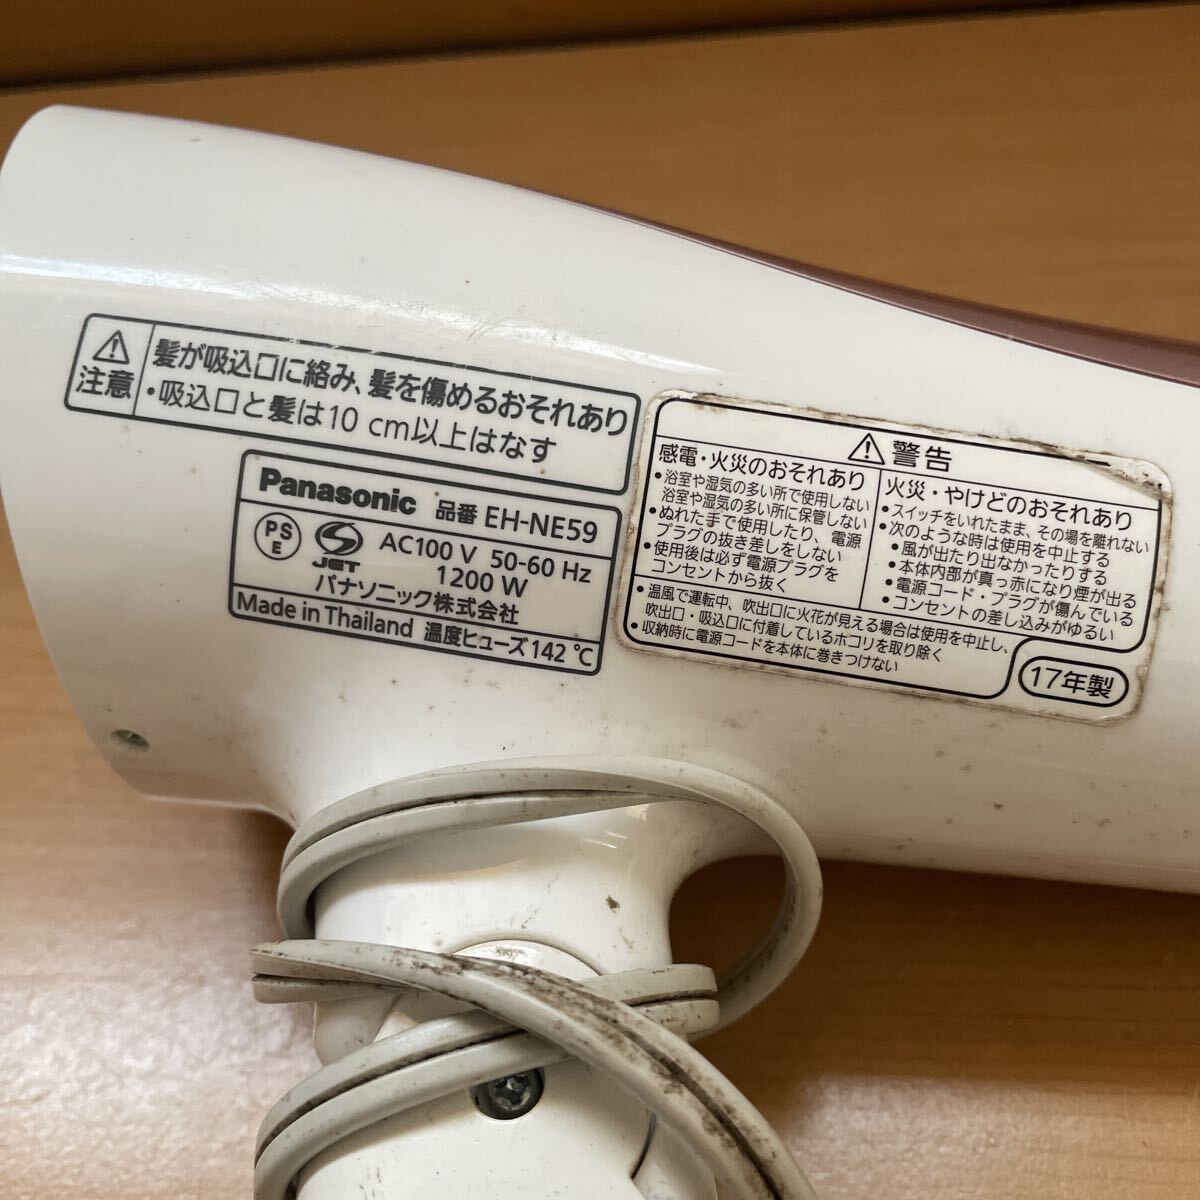 注意
髪が吸込口に絡み、髪を傷めるおそれあり
・吸込口と髪は10 cm以上はなす
Panasonic 品番 EH-NE59
PS E JET AC100 V 50-60 Hz
1200 W
パナソニック株式会社
Made in Thailand 温度ヒューズ142 ℃
警告
感電・火災のおそれあり
•浴室や湿気の多い所で使用しない
浴室や湿気の多い所に保管しない
•ぬれた手で使用したり、電源
プラグの抜き差しをしない
•使用後は必ず電源プラグを
コンセントから抜く
火災・やけどのおそれあり
•スイッチをいれたまま、その場を離れない
•次のような時は使用を中止する
•風が出たり出なかったりする
•本体内部が真っ赤になり煙が出る
•電源コード・プラグが傷んでいる
•コンセントの差し込みがゆるい
•温風で運転中、吹出口に火花が見える場合は使用を中止し、
吹出口・吸込口に付着しているホコリを取り除く
•収納時に電源コードを本体に巻きつけない
17年製